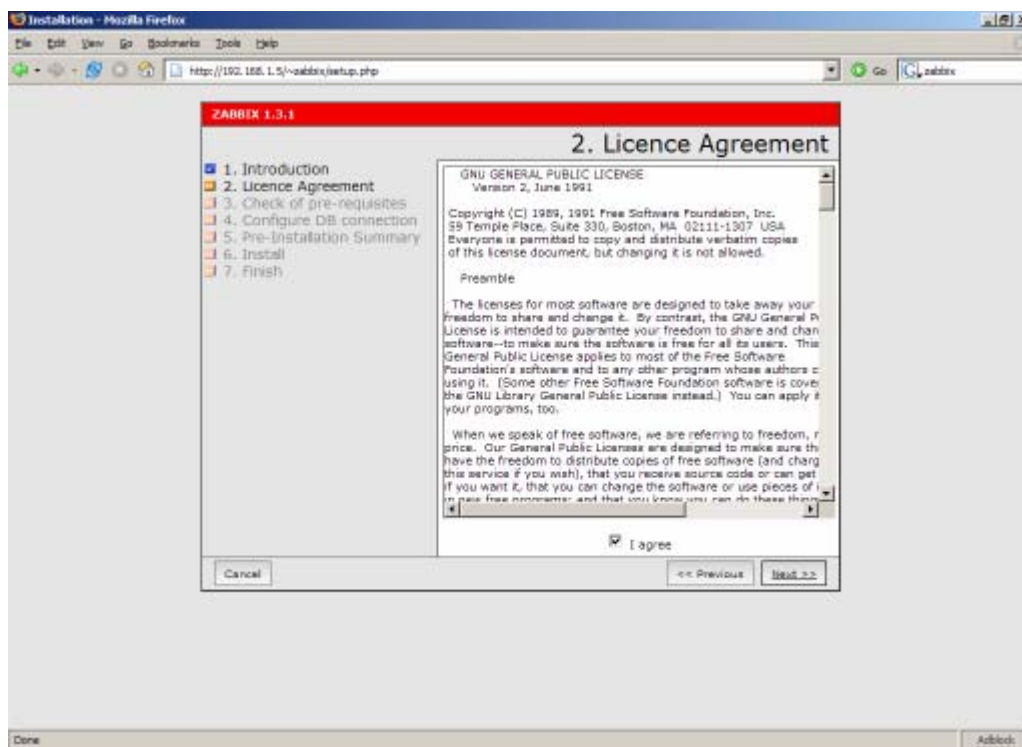 Installation - Mozilla Firefox
File Edit View Go Bookmarks Tools Help
http://192.168.1.5/~zabbix/setup.php
Go
zabbix
ZABBIX 1.3.1
2. Licence Agreement
1. Introduction
2. Licence Agreement
3. Check of pre-requisites
4. Configure DB connection
5. Pre-Installation Summary
6. Install
7. Finish
GNU GENERAL PUBLIC LICENSE
Version 2, June 1991
Copyright (C) 1989, 1991 Free Software Foundation, Inc.
59 Temple Place, Suite 330, Boston, MA 02111-1307 USA
Everyone is permitted to copy and distribute verbatim copies
of this license document, but changing it is not allowed.
Preamble
The licenses for most software are designed to take away your
freedom to share and change it. By contrast, the GNU General
License is intended to guarantee your freedom to share and chan
software--to make sure the software is free for all its users. This
General Public License applies to most of the Free Software
Foundation's software and to any other program whose authors
using it. (Some other Free Software Foundation software is cove
the GNU Library General Public License instead.) You can apply
your programs, too.
When we speak of free software, we are referring to freedom,
price. Our General Public Licenses are designed to make sure th
have the freedom to distribute copies of free software (and charg
this service if you wish), that you receive source code or can get
if you want it, that you can change the software or use pieces of
in new free programs; and that you know you can do these thing
I agree
Cancel
<< Previous
Next >>
Done
Adblock